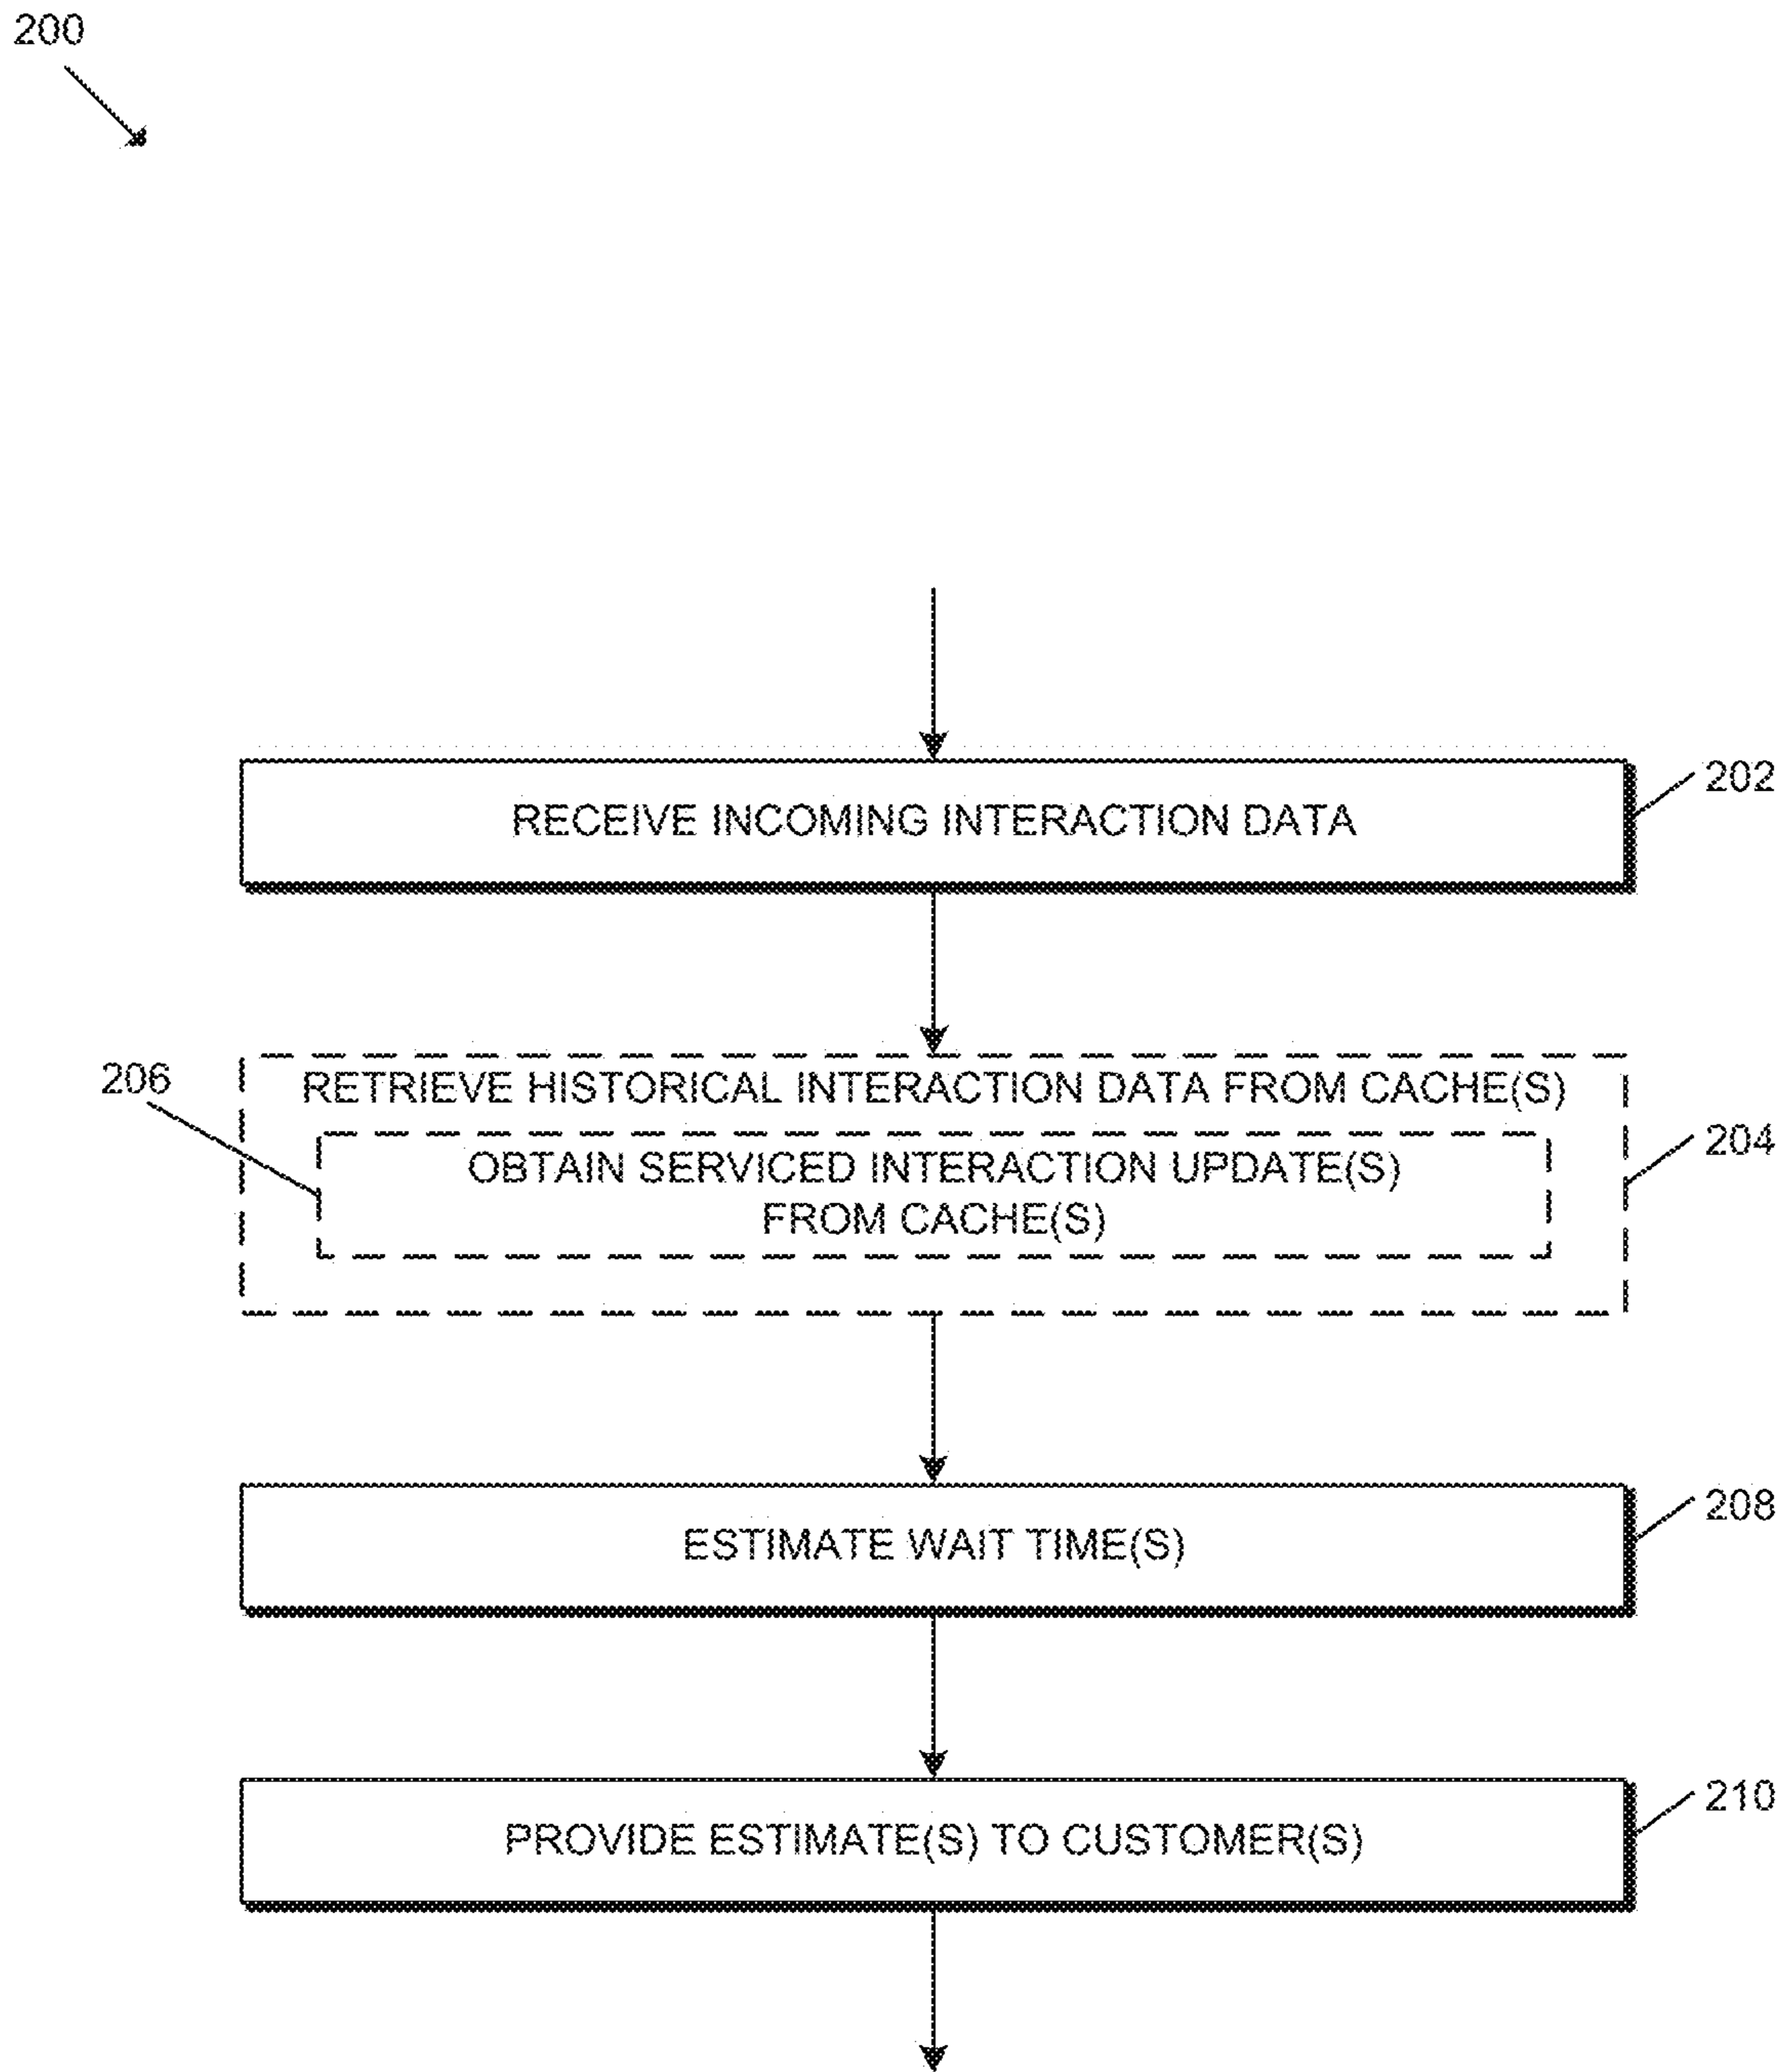 200
RECEIVE INCOMING INTERACTION DATA
202
RETRIEVE HISTORICAL INTERACTION DATA FROM CACHE(S)
206
OBTAIN SERVICED INTERACTION UPDATE(S)
FROM CACHE(S)
204
ESTIMATE WAIT TIME(S)
208
PROVIDE ESTIMATE(S) TO CUSTOMER(S)
210